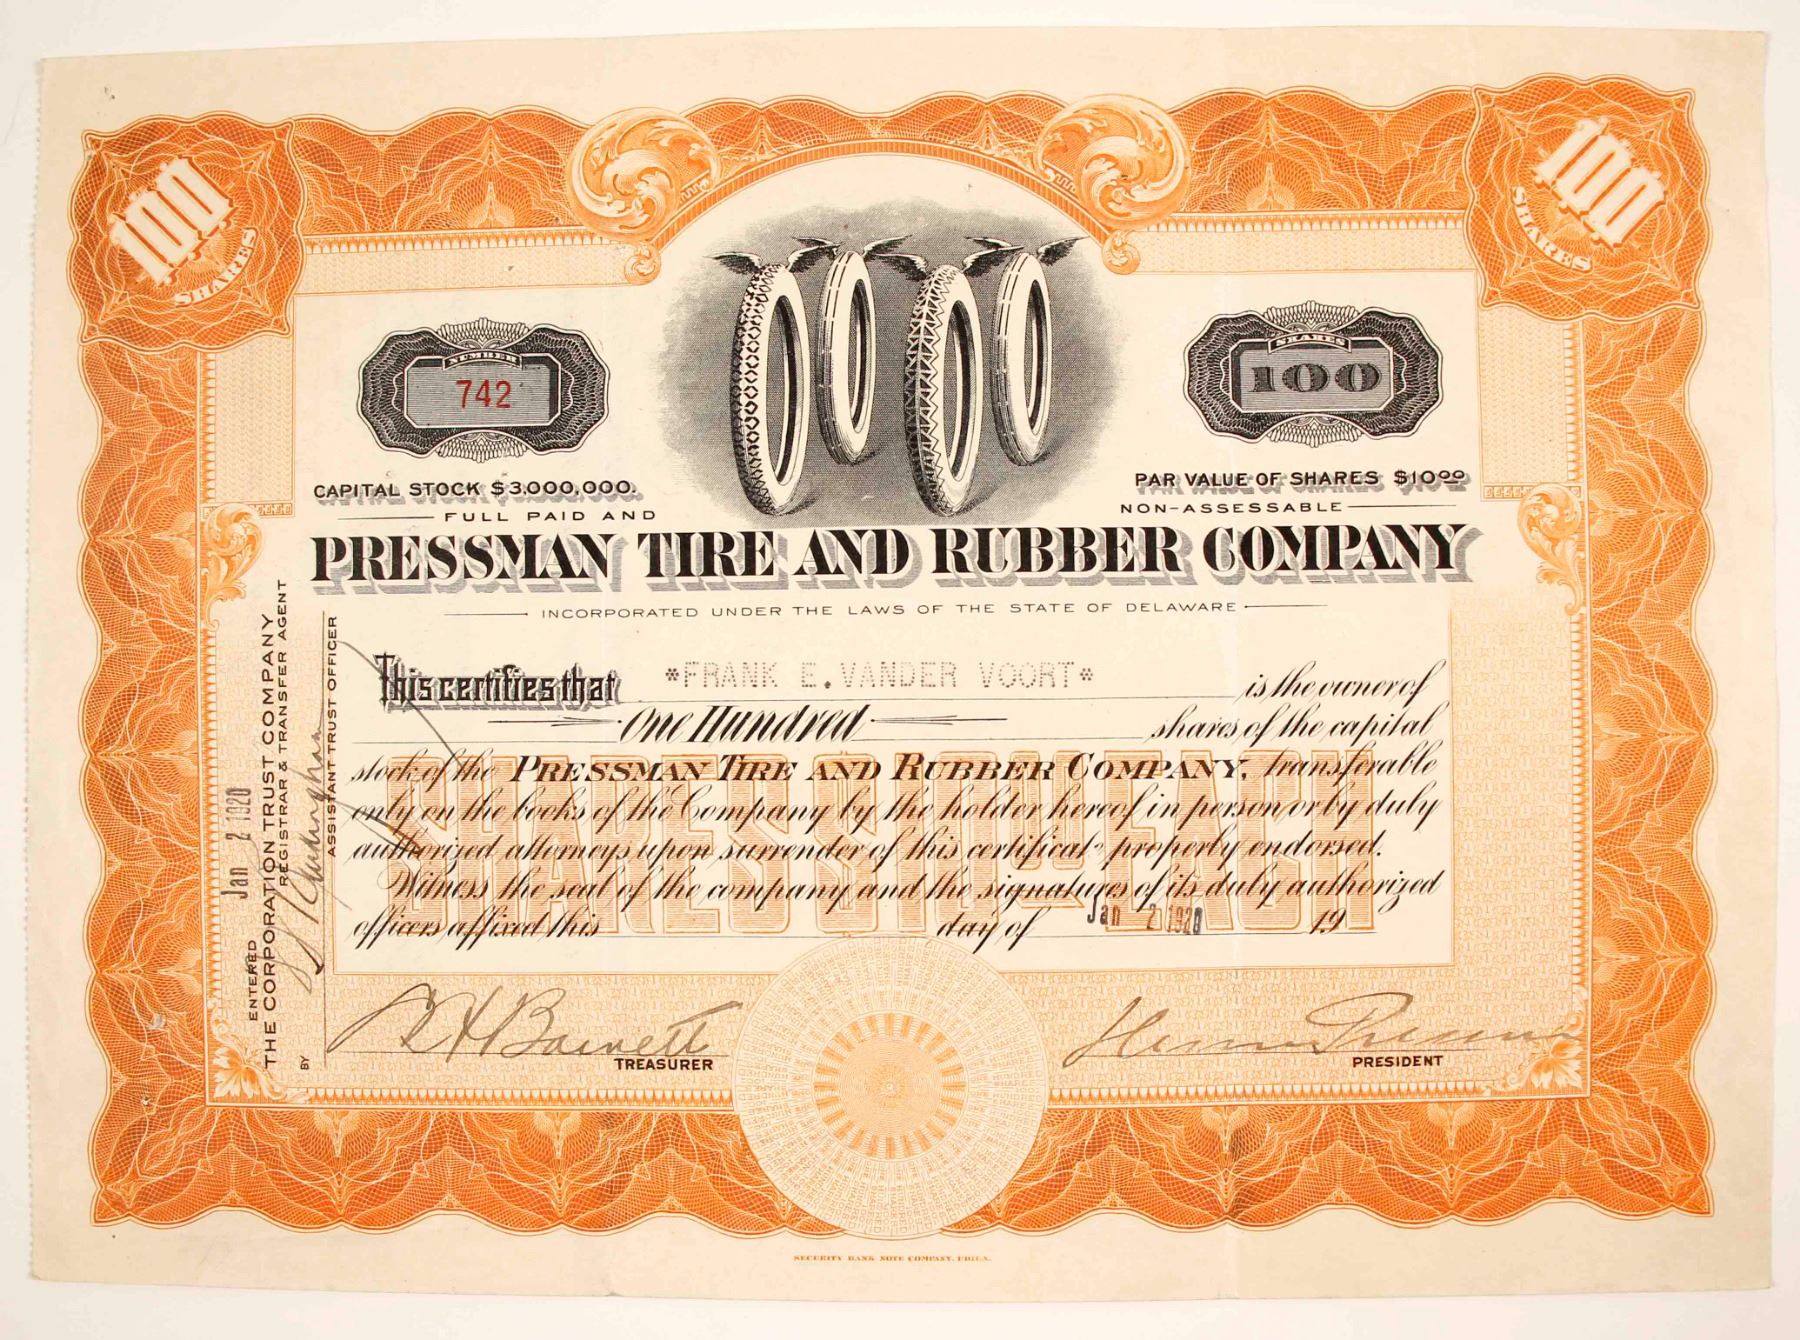 100
SHARES
100
SHARES
NUMBER
742
SHARES
100
CAPITAL STOCK $3,000,000.
PAR VALUE OF SHARES $10.00
FULL PAID AND
NON-ASSESSABLE
PRESSMAN TIRE AND RUBBER COMPANY
INCORPORATED UNDER THE LAWS OF THE STATE OF DELAWARE
This certifies that *FRANK E. VANDER VOORT* is the owner of
One Hundred shares of the capital
stock of the PRESSMAN TIRE AND RUBBER COMPANY, transferable
only on the books of the Company by the holder hereof in person or by duly
authorized attorneys upon surrender of this certificate properly endorsed.
Witness the seal of the company and the signatures of its duly authorized
officers affixed this day of Jan 2 1920 19
SHARES $10.00 EACH
ENTERED Jan 2 1920
THE CORPORATION TRUST COMPANY
REGISTRAR & TRANSFER AGENT
BY
ASSISTANT TRUST OFFICER
Barnett
TREASURER
PRESIDENT
SECURITY BANK NOTE COMPANY, PHILA.